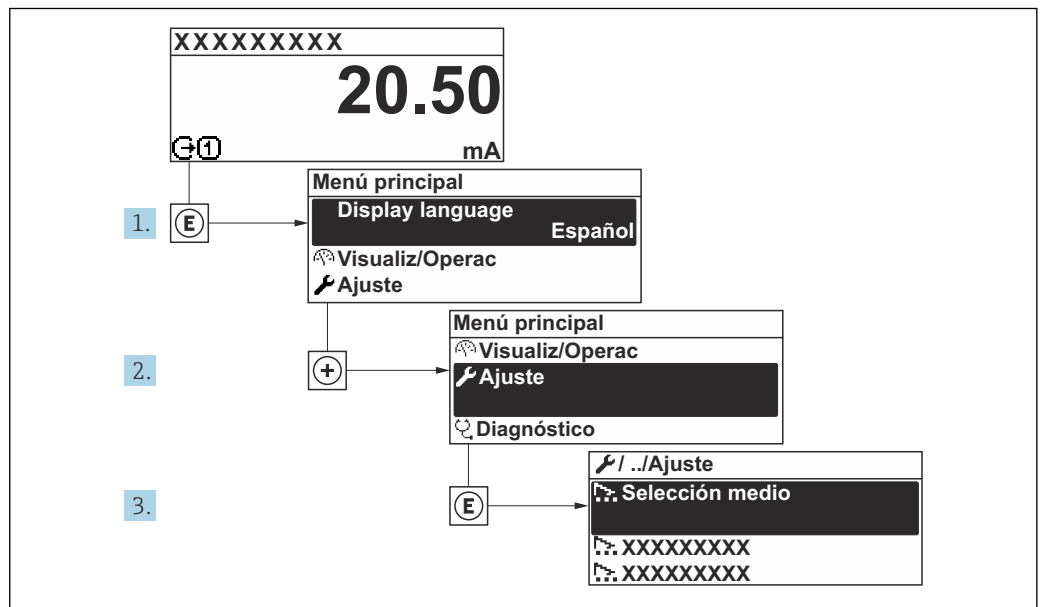 XXXXXXXXX
20.50
mA
1.
E
Menú principal
Display language
Español
Visualiz/Operac
Ajuste
2.
+
Menú principal
Visualiz/Operac
Ajuste
Diagnóstico
3.
E
/ ../Ajuste
Selección medio
XXXXXXXXX
XXXXXXXXX